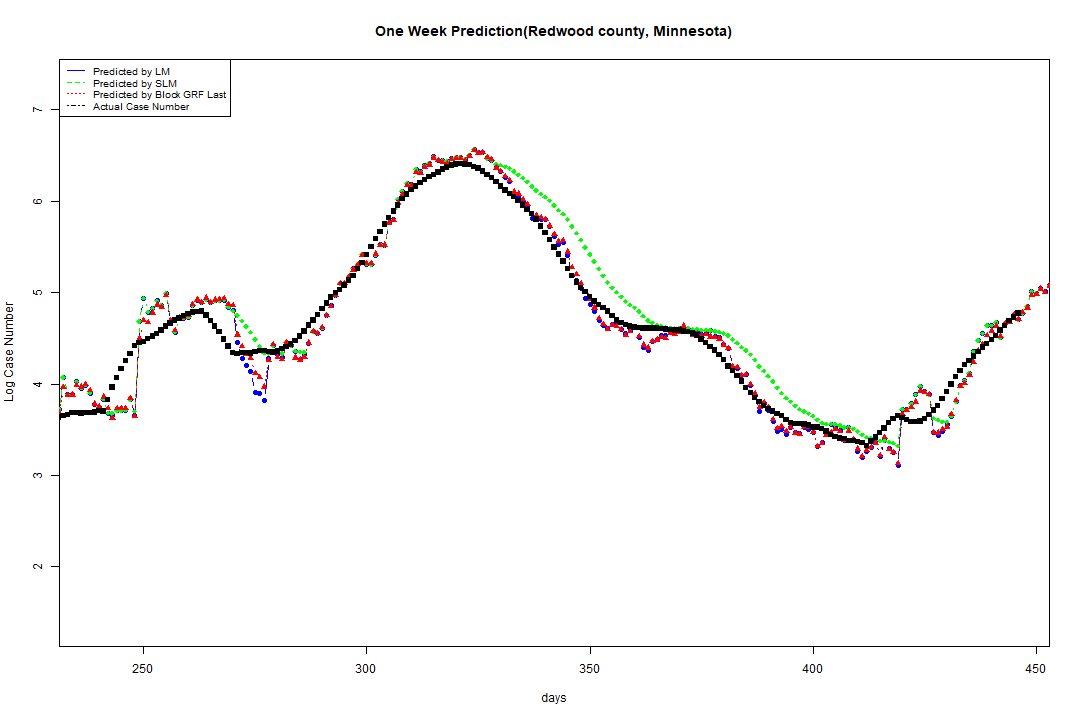 One Week Prediction(Redwood county, Minnesota)
Predicted by LM
Predicted by SLM
Predicted by Block GRF Last
Actual Case Number
Log Case Number
7
6
5
4
3
2
250 300 350 400 450
days